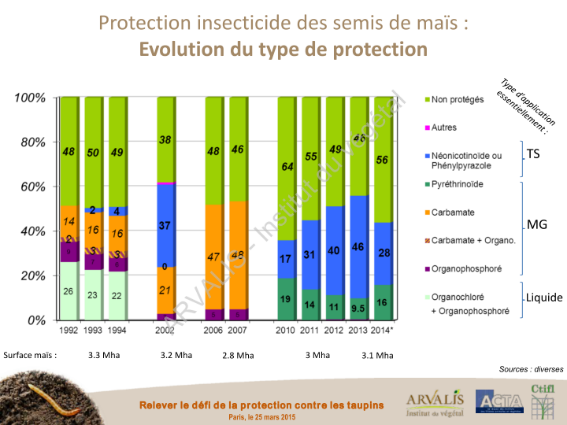 Protection insecticide des semis de maïs :
Evolution du type de protection
Type d'application
essentiellement :
100%
80%
60%
40%
20%
0%
48 50 49 38 48 46 64 55 49 56
14 2 4 37 17 31 40 46 28
16 16 0 47 48
26 23 22 21 19 14 11 9.5 16
1992 1993 1994 2002 2006 2007 2010 2011 2012 2013 2014*
Non protégés
Autres
Néonicotinoïde ou
Phénylpyrazole
TS
Pyréthrinoïde
Carbamate
MG
Carbamate + Organo.
Organophosphoré
Organochloré
+ Organophosphoré
Liquide
ARVALIS - Institut du végétal
Surface maïs : 3.3 Mha 3.2 Mha 2.8 Mha 3 Mha 3.1 Mha
Sources : diverses
Relever le défi de la protection contre les taupins
Paris, le 25 mars 2015
ARVALIS
Institut du végétal
ACTA
Ctifl